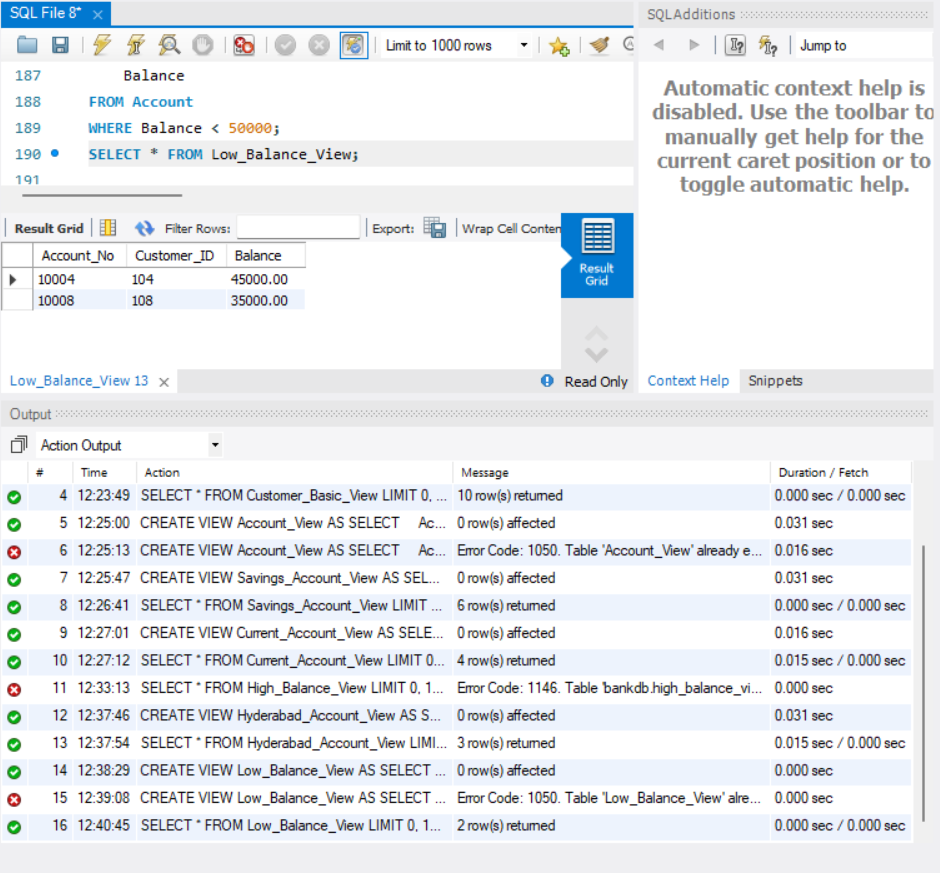 SQL File 8*
Limit to 1000 rows
187 Balance
188 FROM Account
189 WHERE Balance < 50000;
190 SELECT * FROM Low_Balance_View;
191
Result Grid Filter Rows: Export: Wrap Cell Conten
Account_No Customer_ID Balance
10004 104 45000.00
10008 108 35000.00
Result
Grid
Low_Balance_View 13
Read Only
SQLAdditions
Jump to
Automatic context help is
disabled. Use the toolbar to
manually get help for the
current caret position or to
toggle automatic help.
Context Help Snippets
Output
Action Output
# Time Action Message Duration / Fetch
4 12:23:49 SELECT * FROM Customer_Basic_View LIMIT 0, ... 10 row(s) returned 0.000 sec / 0.000 sec
5 12:25:00 CREATE VIEW Account_View AS SELECT Ac... 0 row(s) affected 0.031 sec
6 12:25:13 CREATE VIEW Account_View AS SELECT Ac... Error Code: 1050. Table 'Account_View' already e... 0.016 sec
7 12:25:47 CREATE VIEW Savings_Account_View AS SEL... 0 row(s) affected 0.031 sec
8 12:26:41 SELECT * FROM Savings_Account_View LIMIT ... 6 row(s) returned 0.000 sec / 0.000 sec
9 12:27:01 CREATE VIEW Current_Account_View AS SELE... 0 row(s) affected 0.016 sec
10 12:27:12 SELECT * FROM Current_Account_View LIMIT 0... 4 row(s) returned 0.015 sec / 0.000 sec
11 12:33:13 SELECT * FROM High_Balance_View LIMIT 0, 1... Error Code: 1146. Table 'bankdb.high_balance_vi... 0.000 sec
12 12:37:46 CREATE VIEW Hyderabad_Account_View AS S... 0 row(s) affected 0.031 sec
13 12:37:54 SELECT * FROM Hyderabad_Account_View LIMI... 3 row(s) returned 0.015 sec / 0.000 sec
14 12:38:29 CREATE VIEW Low_Balance_View AS SELECT ... 0 row(s) affected 0.000 sec
15 12:39:08 CREATE VIEW Low_Balance_View AS SELECT ... Error Code: 1050. Table 'Low_Balance_View' alre... 0.000 sec
16 12:40:45 SELECT * FROM Low_Balance_View LIMIT 0, 1... 2 row(s) returned 0.000 sec / 0.000 sec